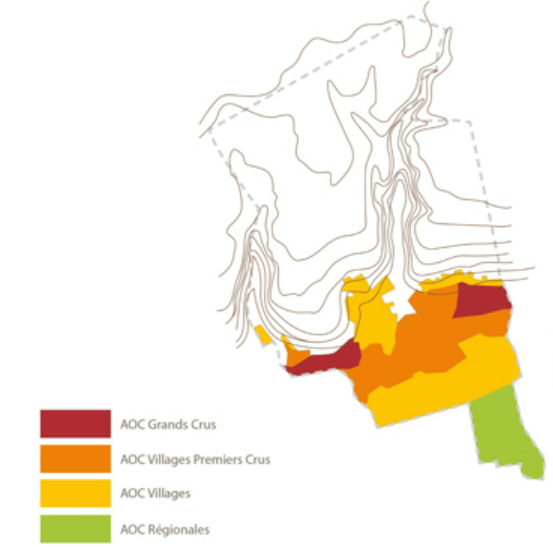 AOC Grands Crus
AOC Villages Premiers Crus
AOC Villages
AOC Régionales